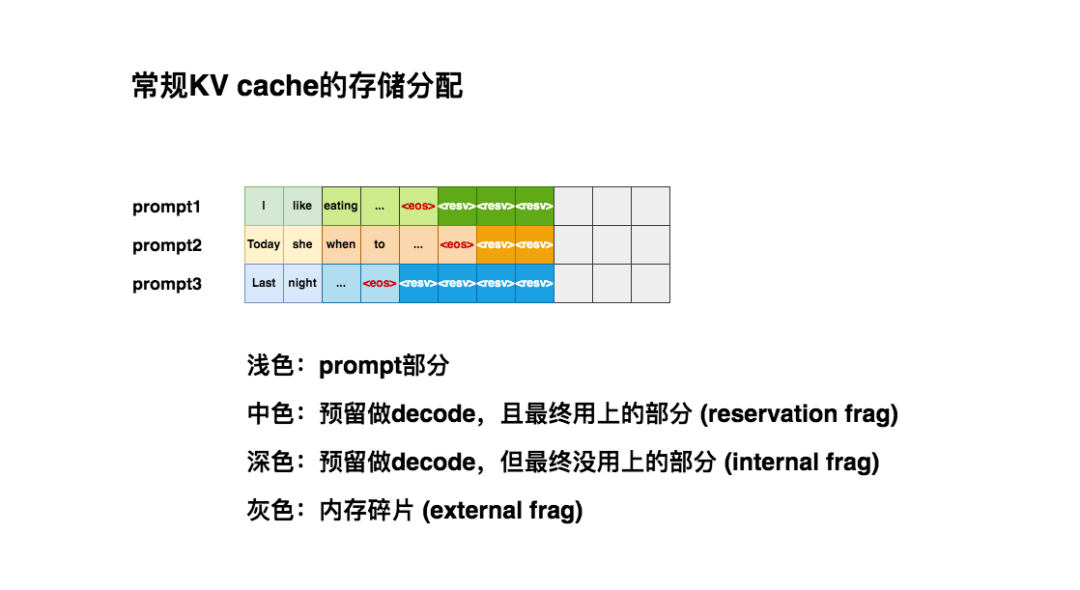 常规KV cache的存储分配
prompt1 I like eating ... <eos> <resv> <resv> <resv>
prompt2 Today she when to ... <eos> <resv> <resv>
prompt3 Last night ... <eos> <resv> <resv> <resv> <resv>
浅色：prompt部分
中色：预留做decode，且最终用上的部分 (reservation frag)
深色：预留做decode，但最终没用上的部分 (internal frag)
灰色：内存碎片 (external frag)